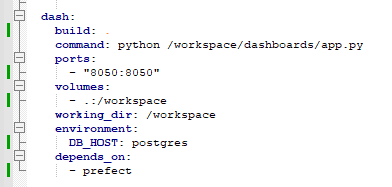 dash:
build: .
command: python /workspace/dashboards/app.py
ports:
- "8050:8050"
volumes:
- .:/workspace
working_dir: /workspace
environment:
DB_HOST: postgres
depends_on:
- prefect